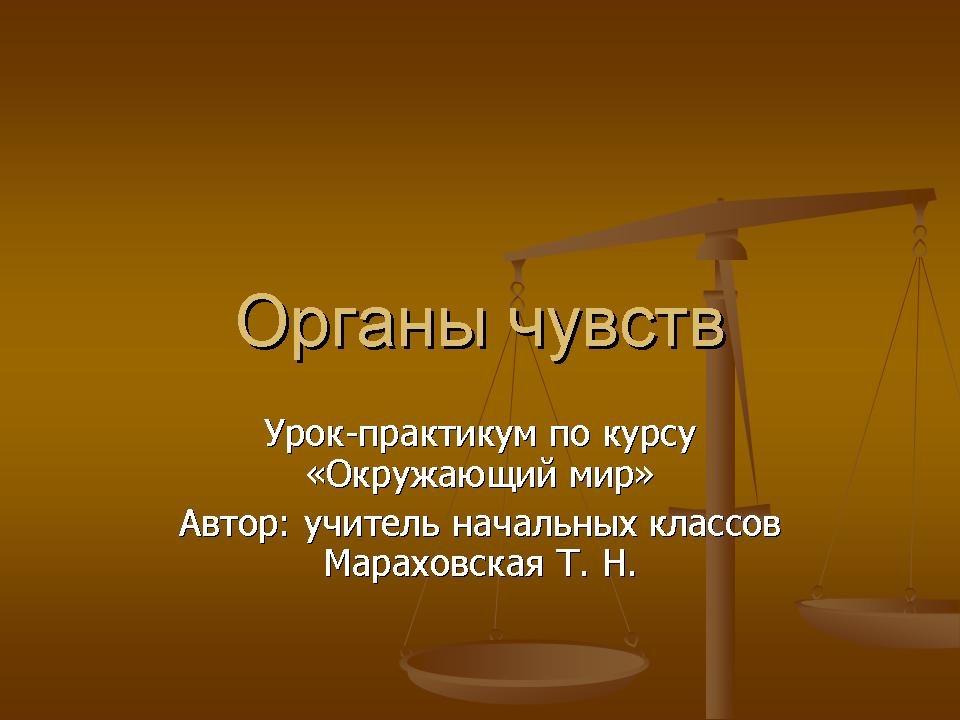 Органы чувств
Урок-практикум по курсу
«Окружающий мир»
Автор: учитель начальных классов
Мараховская Т. Н.